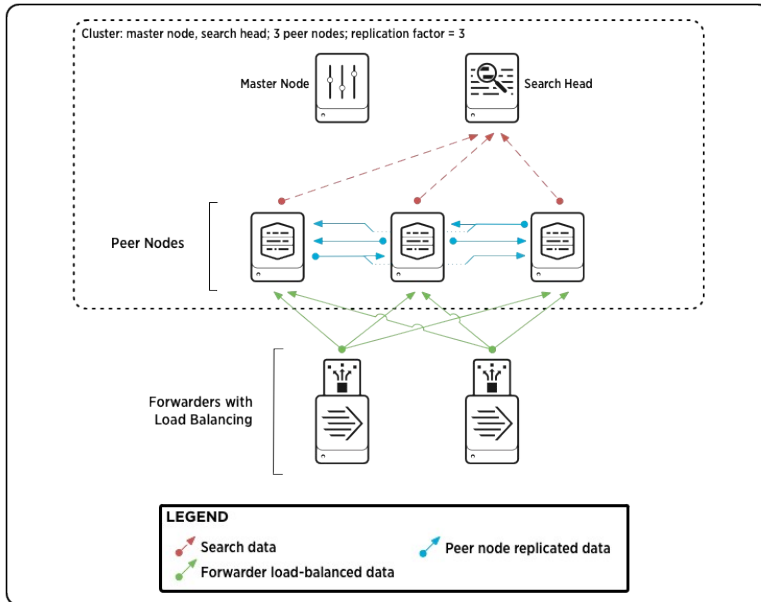 Cluster: master node, search head; 3 peer nodes; replication factor = 3
Master Node
Search Head
Peer Nodes
Forwarders with
Load Balancing
LEGEND
Search data
Peer node replicated data
Forwarder load-balanced data